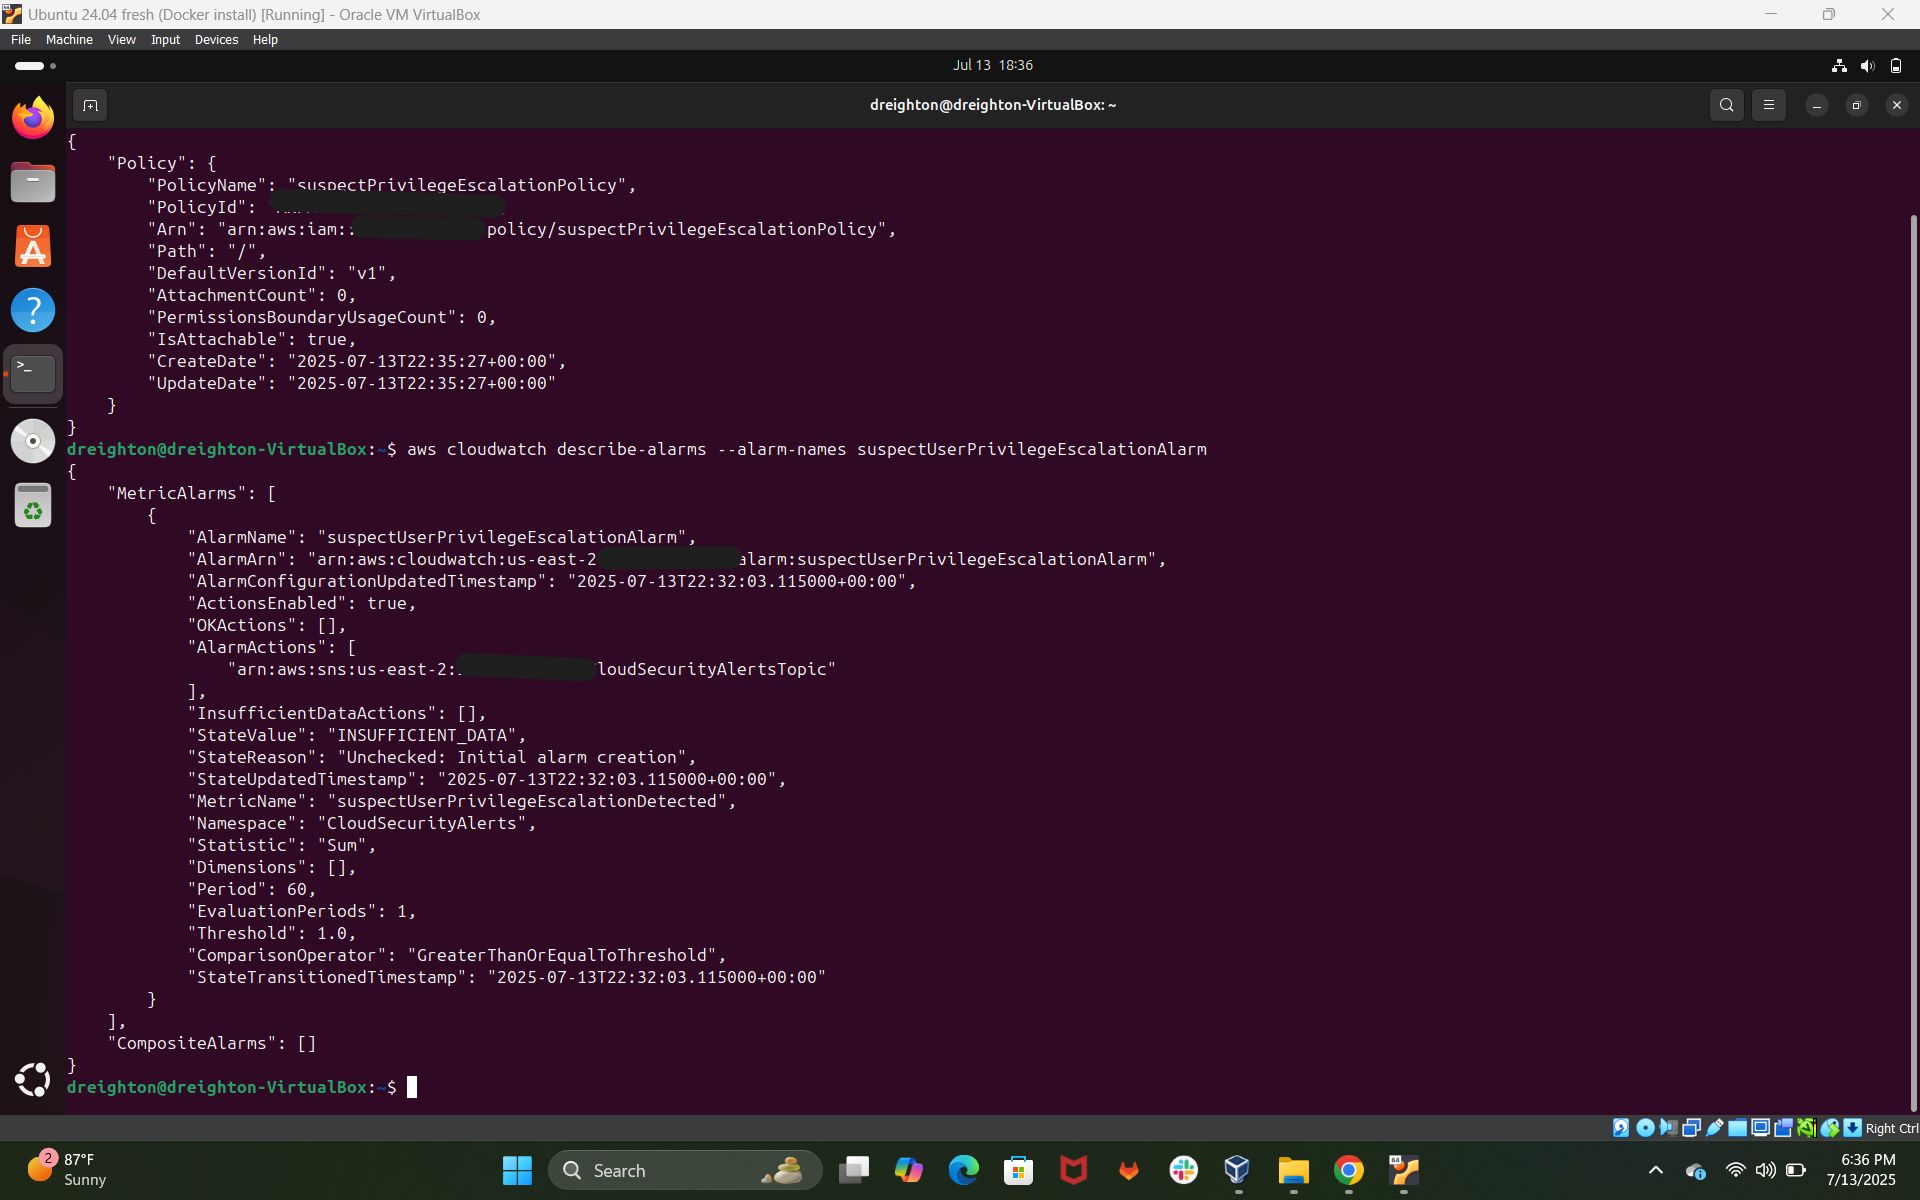 Ubuntu 24.04 fresh (Docker install) [Running] - Oracle VM VirtualBox
File Machine View Input Devices Help
Jul 13 18:36
dreighton@dreighton-VirtualBox: ~
{
    "Policy": {
        "PolicyName": "suspectPrivilegeEscalationPolicy",
        "PolicyId":
        "Arn": "arn:aws:iam:: policy/suspectPrivilegeEscalationPolicy",
        "Path": "/",
        "DefaultVersionId": "v1",
        "AttachmentCount": 0,
        "PermissionsBoundaryUsageCount": 0,
        "IsAttachable": true,
        "CreateDate": "2025-07-13T22:35:27+00:00",
        "UpdateDate": "2025-07-13T22:35:27+00:00"
    }
}
dreighton@dreighton-VirtualBox:~$ aws cloudwatch describe-alarms --alarm-names suspectUserPrivilegeEscalationAlarm
{
    "MetricAlarms": [
        {
            "AlarmName": "suspectUserPrivilegeEscalationAlarm",
            "AlarmArn": "arn:aws:cloudwatch:us-east-2 alarm:suspectUserPrivilegeEscalationAlarm",
            "AlarmConfigurationUpdatedTimestamp": "2025-07-13T22:32:03.115000+00:00",
            "ActionsEnabled": true,
            "OKActions": [],
            "AlarmActions": [
                "arn:aws:sns:us-east-2: loudSecurityAlertsTopic"
            ],
            "InsufficientDataActions": [],
            "StateValue": "INSUFFICIENT_DATA",
            "StateReason": "Unchecked: Initial alarm creation",
            "StateUpdatedTimestamp": "2025-07-13T22:32:03.115000+00:00",
            "MetricName": "suspectUserPrivilegeEscalationDetected",
            "Namespace": "CloudSecurityAlerts",
            "Statistic": "Sum",
            "Dimensions": [],
            "Period": 60,
            "EvaluationPeriods": 1,
            "Threshold": 1.0,
            "ComparisonOperator": "GreaterThanOrEqualToThreshold",
            "StateTransitionedTimestamp": "2025-07-13T22:32:03.115000+00:00"
        }
    ],
    "CompositeAlarms": []
}
dreighton@dreighton-VirtualBox:~$
Right Ctrl
2
87°F
Sunny
Search
6:36 PM
7/13/2025